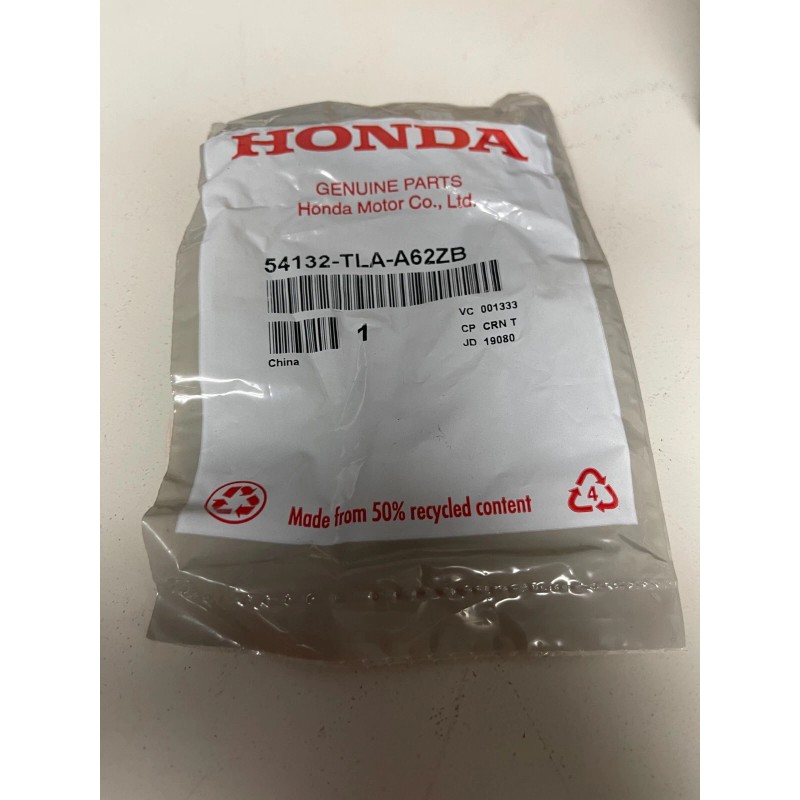 HONDA
GENUINE PARTS
Honda Motor Co., Ltd.
54132-TLA-A62ZB
VC 001333
1 CP CRN T
China JD 19080
Made from 50% recycled content
4